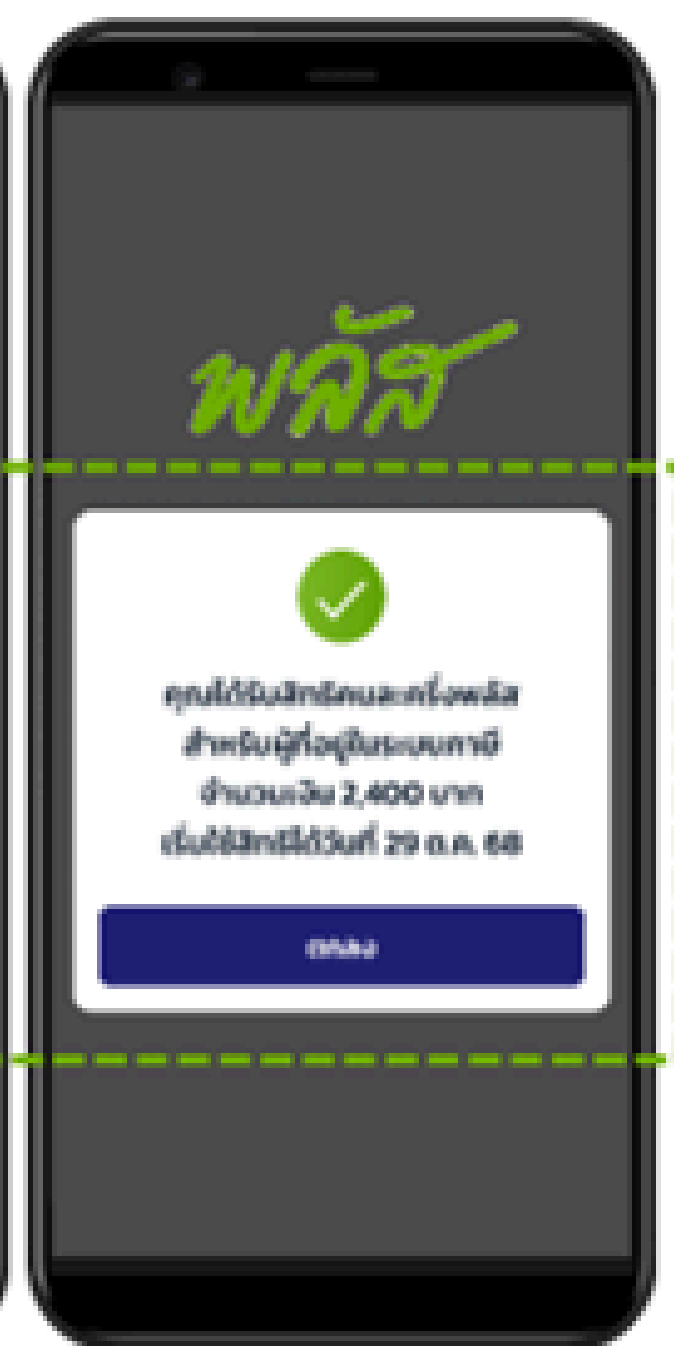 พลัส
คุณได้รับสิทธิคนละครึ่งพลัส
สำหรับผู้ที่อยู่ในระบบภาษี
จำนวนเงิน 2,400 บาท
เริ่มใช้สิทธิได้วันที่ 29 ต.ค. 68
ตกลง